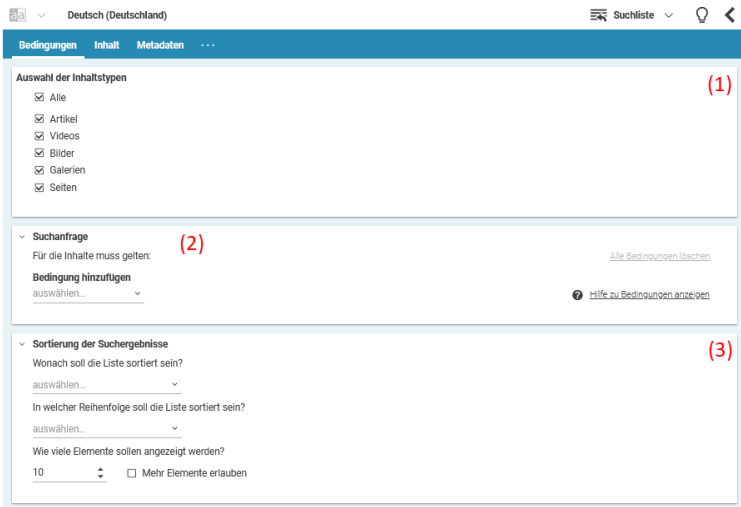 Deutsch (Deutschland)
Suchliste
Bedingungen Inhalt Metadaten ...
Auswahl der Inhaltstypen
(1)
Alle
Artikel
Videos
Bilder
Galerien
Seiten
Suchanfrage
(2)
Für die Inhalte muss gelten:
Alle Bedingungen löschen
Bedingung hinzufügen
auswählen...
Hilfe zu Bedingungen anzeigen
Sortierung der Suchergebnisse
(3)
Wonach soll die Liste sortiert sein?
auswählen...
In welcher Reihenfolge soll die Liste sortiert sein?
auswählen...
Wie viele Elemente sollen angezeigt werden?
10 Mehr Elemente erlauben